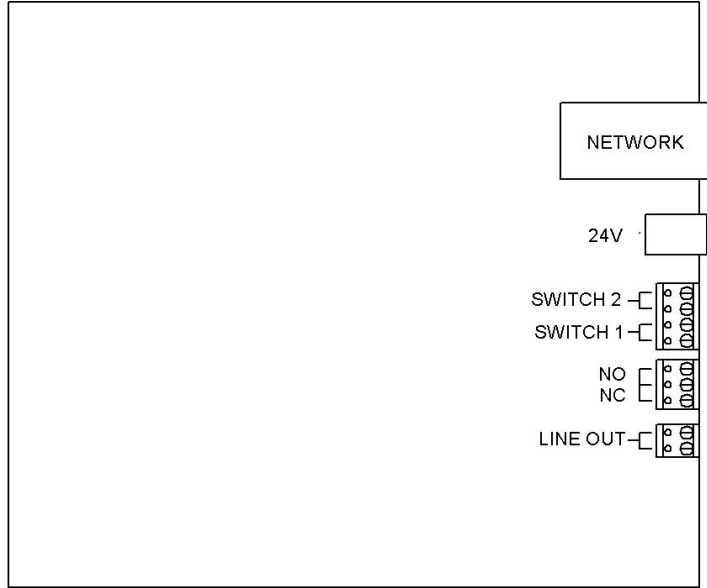 NETWORK
24V
SWITCH 2
SWITCH 1
NO
NC
LINE OUT